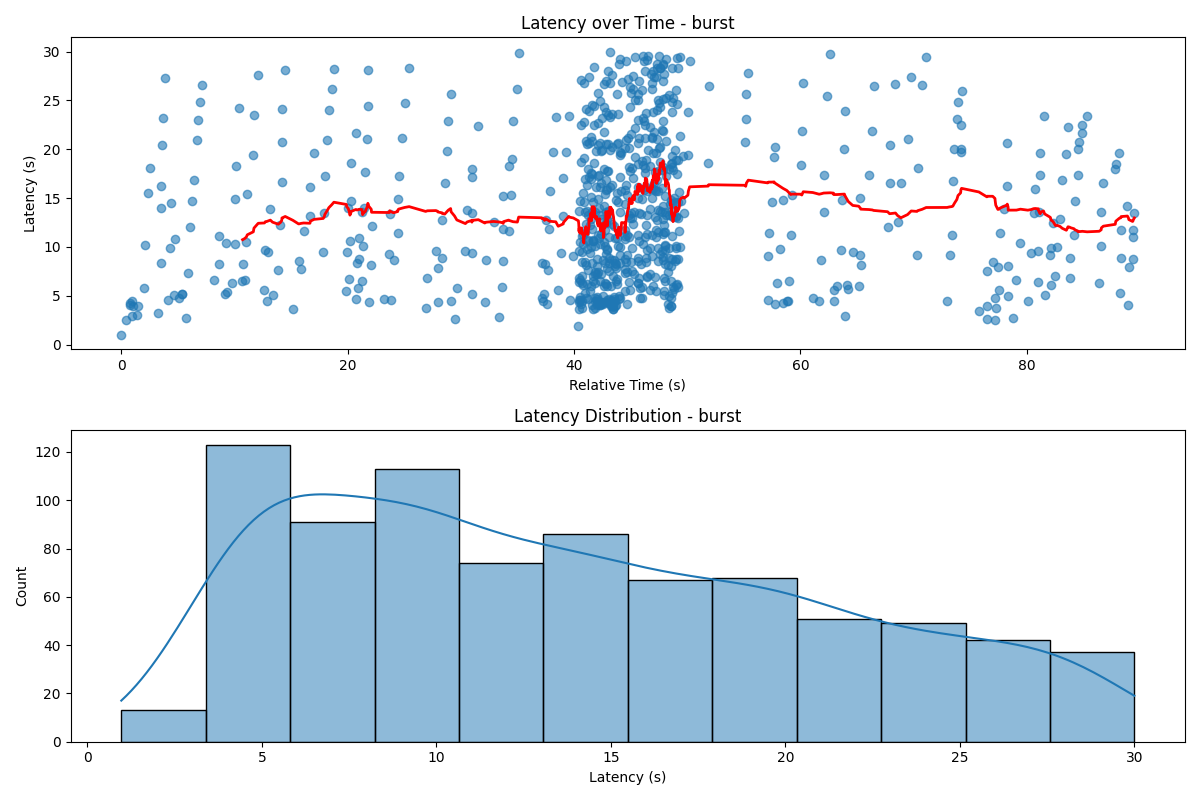 Latency over Time - burst
Latency (s)
30
25
20
15
10
5
0
0 20 40 60 80
Relative Time (s)
Latency Distribution - burst
Count
120
100
80
60
40
20
0
0 5 10 15 20 25 30
Latency (s)